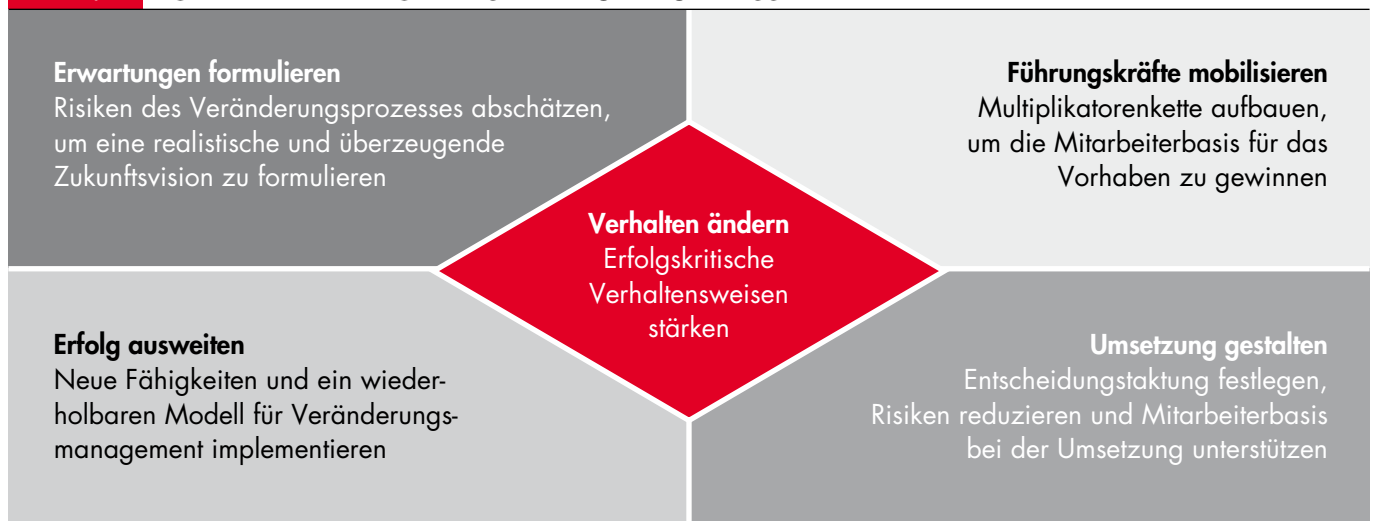 Erwartungen formulieren
Risiken des Veränderungsprozesses abschätzen,
um eine realistische und überzeugende
Zukunftsvision zu formulieren
Führungskräfte mobilisieren
Multiplikatorenkette aufbauen,
um die Mitarbeiterbasis für das
Vorhaben zu gewinnen
Verhalten ändern
Erfolgskritische
Verhaltensweisen
stärken
Erfolg ausweiten
Neue Fähigkeiten und ein wieder-
holbaren Modell für Veränderungs-
management implementieren
Umsetzung gestalten
Entscheidungstaktung festlegen,
Risiken reduzieren und Mitarbeiterbasis
bei der Umsetzung unterstützen